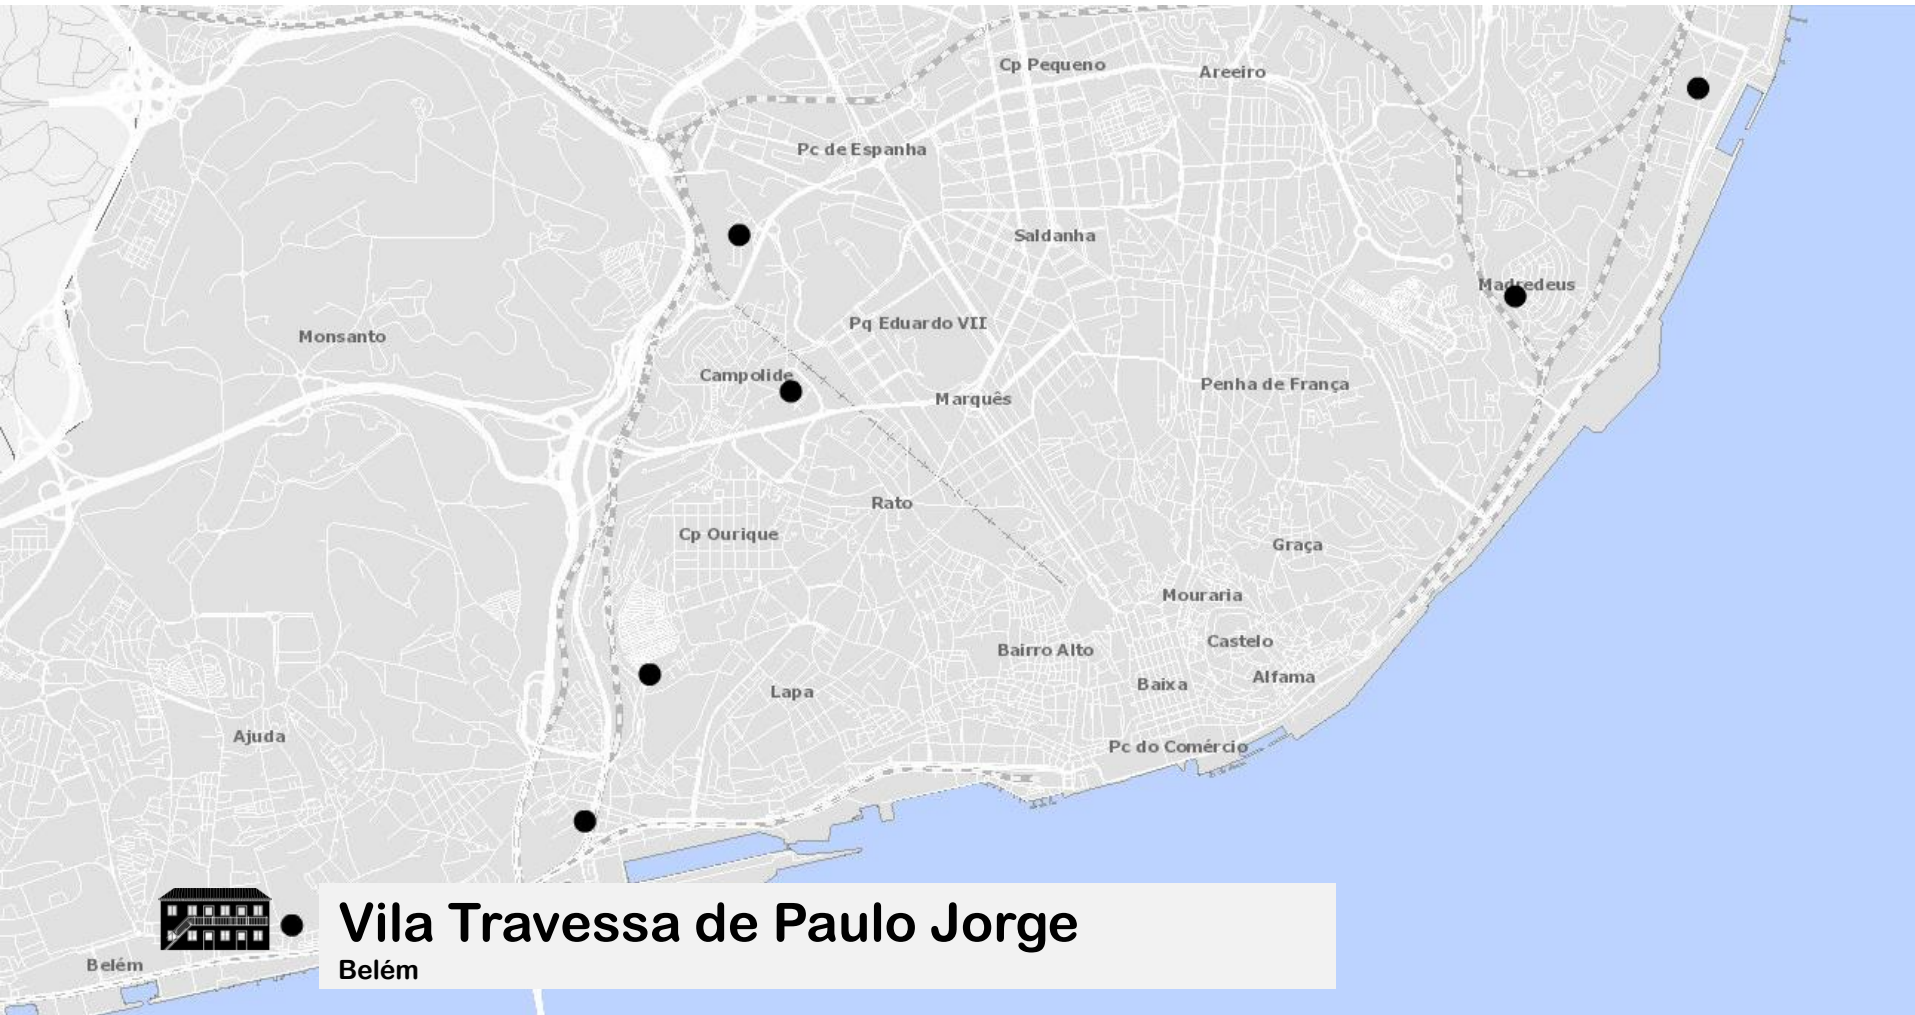 Cp Pequeno
Areeiro
Pc de Espanha
Saldanha
Madredeus
Pq Eduardo VII
Monsanto
Campolide
Penha de França
Marquês
Rato
Cp Ourique
Graça
Mouraria
Castelo
Bairro Alto
Alfama
Baixa
Lapa
Ajuda
Pc do Comércio
Vila Travessa de Paulo Jorge
Belém
Belém